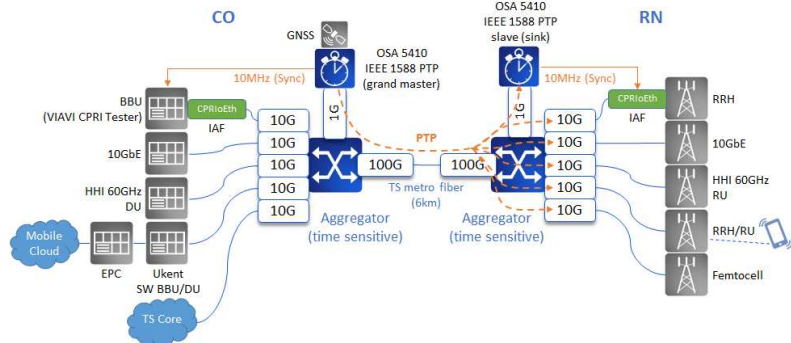 CO
RN
GNSS
OSA 5410
IEEE 1588 PTP
(grand master)
OSA 5410
IEEE 1588 PTP
slave (sink)
10MHz (Sync)
10MHz (Sync)
BBU
(VIAVI CPRI Tester)
CPRIoEth
IAF
1G
1G
CPRIoEth
IAF
RRH
10GbE
HHI 60GHz
DU
Mobile
Cloud
EPC
Ukent
SW BBU/DU
TS Core
10G
10G
10G
10G
10G
100G
PTP
100G
TS metro fiber
(6km)
Aggregator
(time sensitive)
Aggregator
(time sensitive)
10G
10G
10G
10G
10G
10GbE
HHI 60GHz
RU
RRH/RU
Femtocell